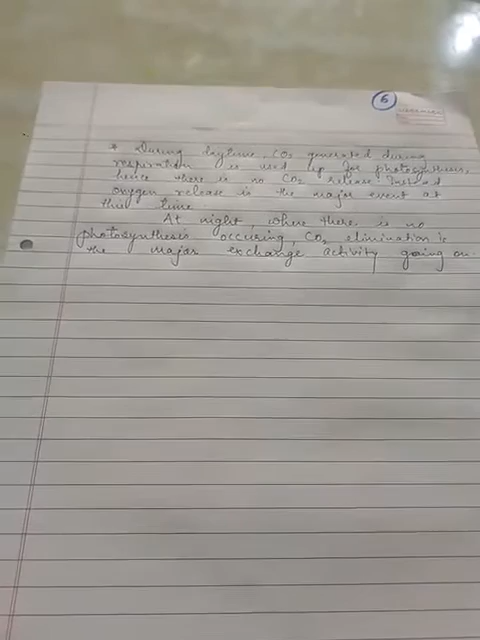 6
* During daytime, CO₂ generated during
respiration is used up for photosynthesis,
hence there is no CO₂ release. Instead
oxygen release is the major event at
this time
At night, when there is no
photosynthesis occuring, CO₂ elimination is
the major exchange activity going on.